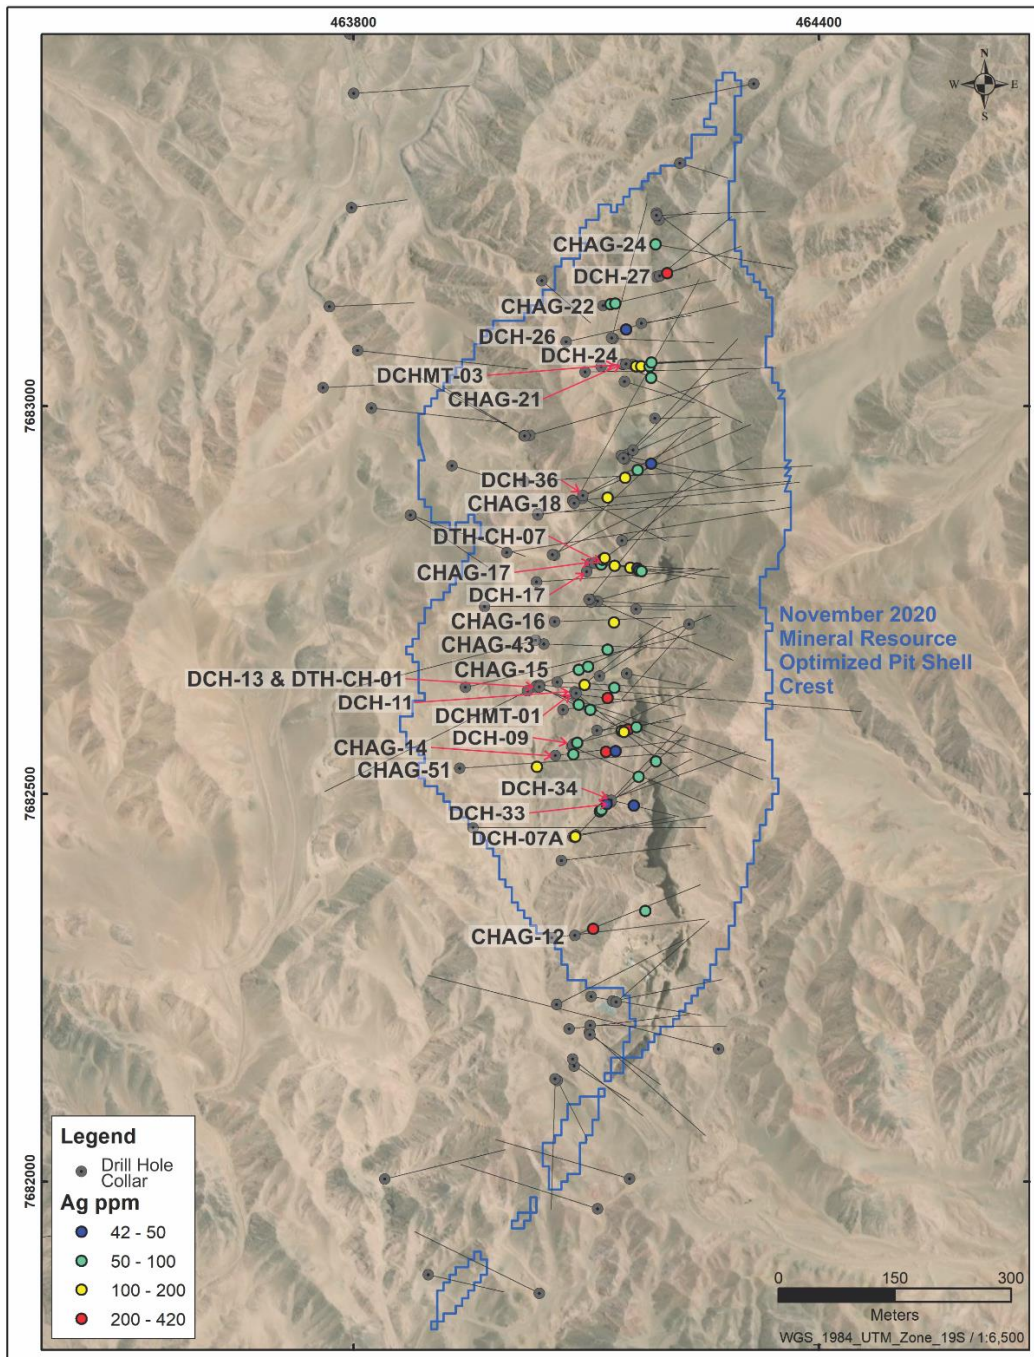 463800
464400
N
W E
S
CHAG-24
DCH-27
CHAG-22
DCH-26
DCH-24
DCHMT-03
CHAG-21
7683000
DCH-36
CHAG-18
DTH-CH-07
CHAG-17
DCH-17
CHAG-16
CHAG-43
CHAG-15
DCH-13 & DTH-CH-01
DCH-11
DCHMT-01
DCH-09
CHAG-14
CHAG-51
DCH-34
DCH-33
DCH-07A
7682500
November 2020
Mineral Resource
Optimized Pit Shell
Crest
CHAG-12
7682000
Legend
Drill Hole
Collar
Ag ppm
42 - 50
50 - 100
100 - 200
200 - 420
0 150 300
Meters
WGS_1984_UTM_Zone_19S / 1:6,500